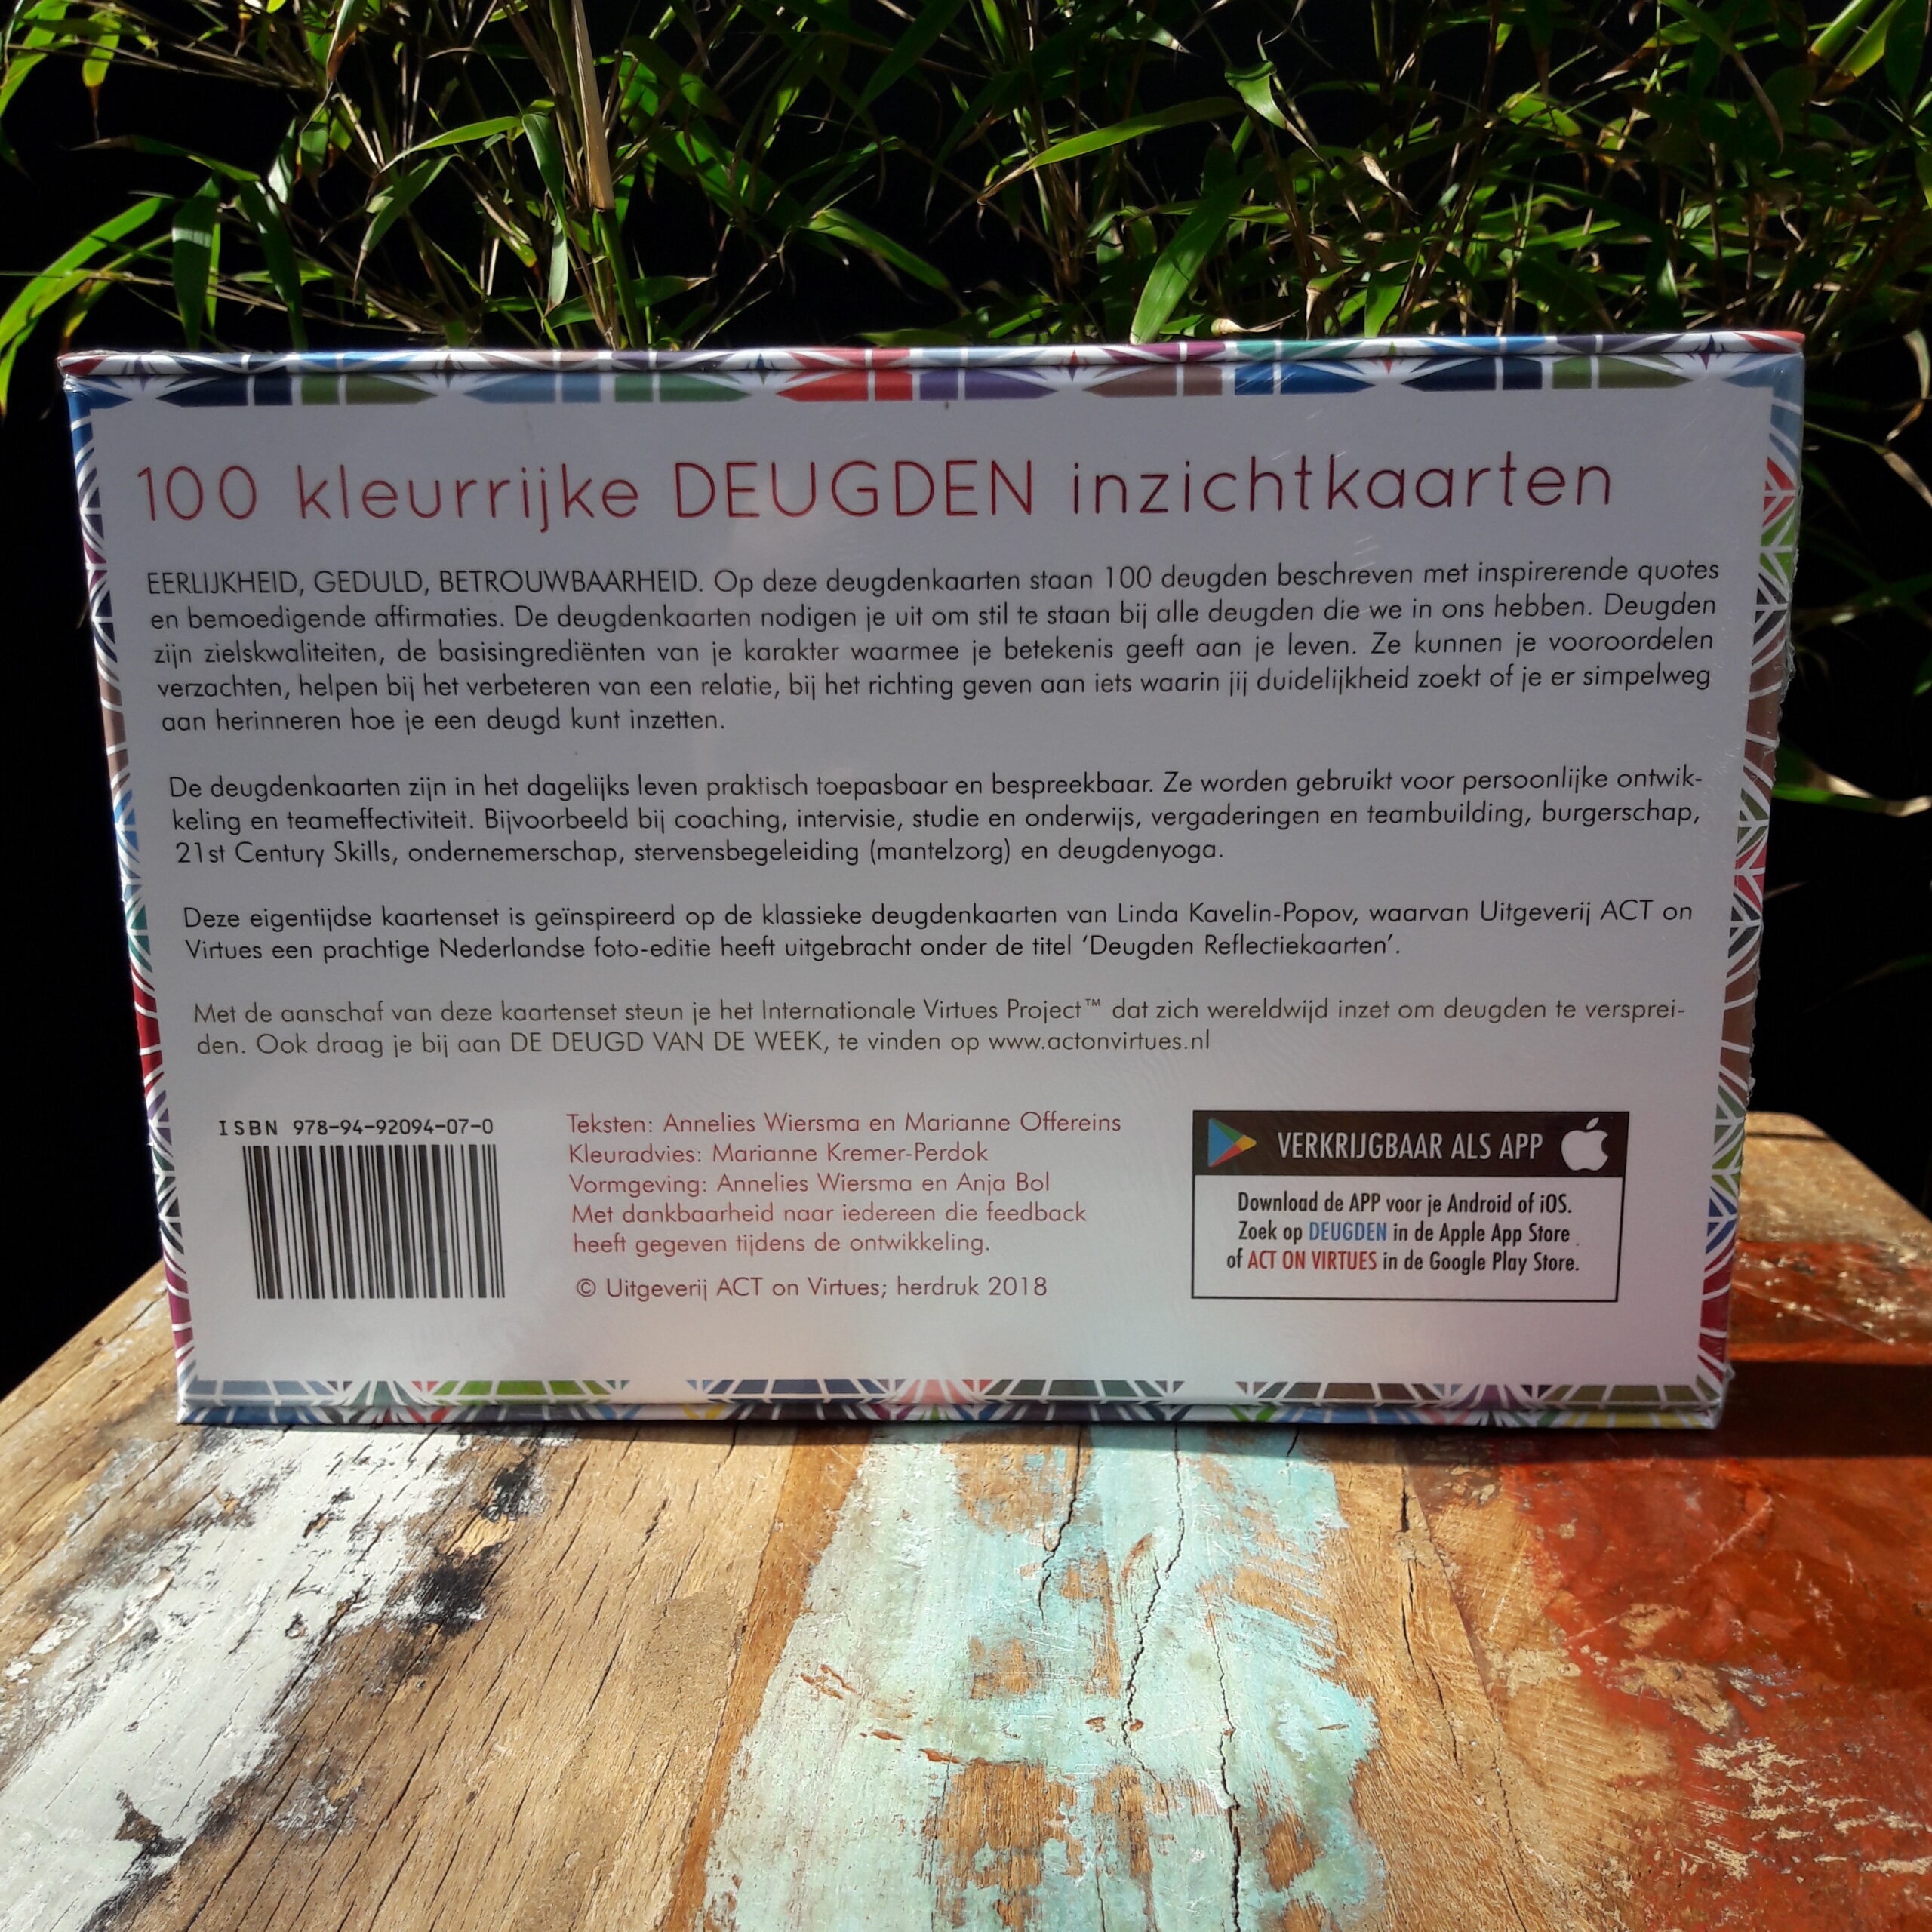 100 kleurrijke DEUGDEN inzichtkaarten
EERLIJKHEID, GEDULD, BETROUWBAARHEID. Op deze deugdenkaarten staan 100 deugden beschreven met inspirerende quotes
en bemoedigende affirmaties. De deugdenkaarten nodigen je uit om stil te staan bij alle deugden die we in ons hebben. Deugden
zijn zielskwaliteiten, de basisingrediënten van je karakter waarmee je betekenis geeft aan je leven. Ze kunnen je vooroordelen
verzachten, helpen bij het verbeteren van een relatie, bij het richting geven aan iets waarin jij duidelijkheid zoekt of je er simpelweg
aan herinneren hoe je een deugd kunt inzetten.
De deugdenkaarten zijn in het dagelijks leven praktisch toepasbaar en bespreekbaar. Ze worden gebruikt voor persoonlijke ontwik-
keling en teameffectiviteit. Bijvoorbeeld bij coaching, intervisie, studie en onderwijs, vergaderingen en teambuilding, burgerschap,
21st Century Skills, ondernemerschap, stervensbegeleiding (mantelzorg) en deugdenyoga.
Deze eigentijdse kaartenset is geïnspireerd op de klassieke deugdenkaarten van Linda Kavelin-Popov, waarvan Uitgeverij ACT on
Virtues een prachtige Nederlandse foto-editie heeft uitgebracht onder de titel ‘Deugden Reflectiekaarten’.
Met de aanschaf van deze kaartenset steun je het Internationale Virtues Project™ dat zich wereldwijd inzet om deugden te versprei-
den. Ook draag je bij aan DE DEUGD VAN DE WEEK, te vinden op www.actonvirtues.nl
ISBN 978-94-92094-07-0
Teksten: Annelies Wiersma en Marianne Offereins
Kleuradvies: Marianne Kremer-Perdok
Vormgeving: Annelies Wiersma en Anja Bol
Met dankbaarheid naar iedereen die feedback
heeft gegeven tijdens de ontwikkeling.
© Uitgeverij ACT on Virtues; herdruk 2018
VERKRIJGBAAR ALS APP
Download de APP voor je Android of iOS.
Zoek op DEUGDEN in de Apple App Store
of ACT ON VIRTUES in de Google Play Store.